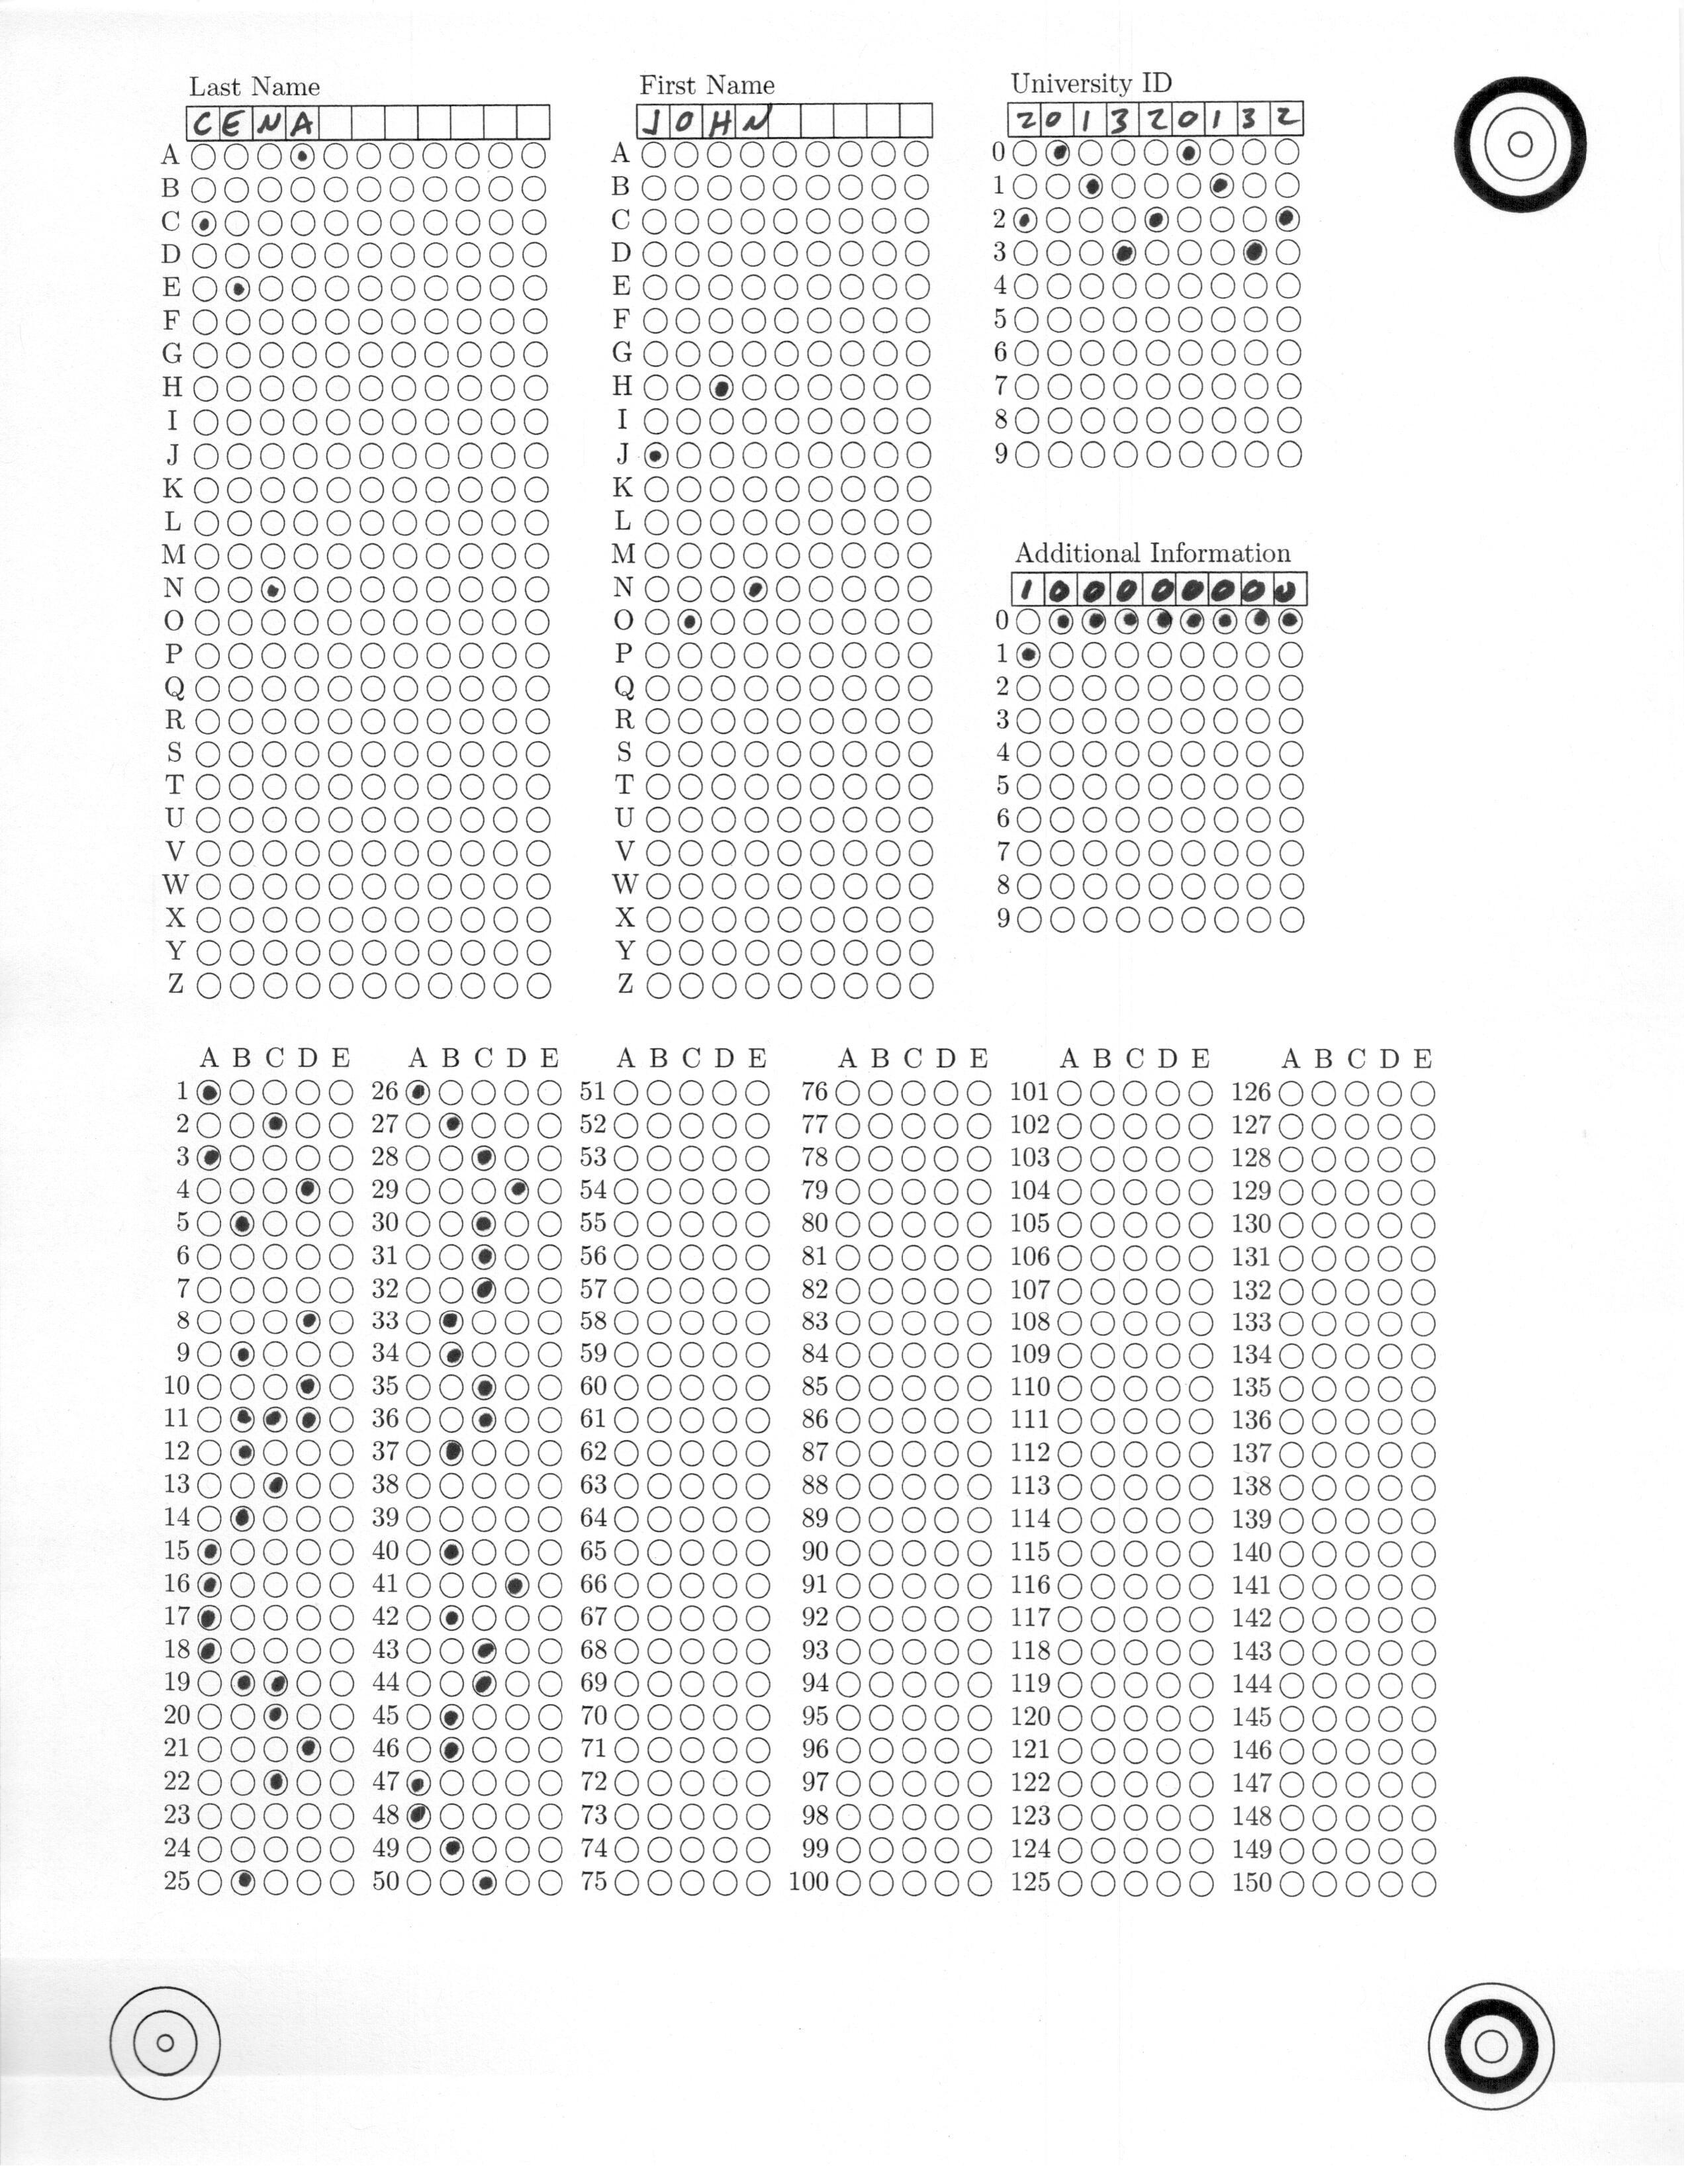 Last Name
CENA
First Name
JOHN
University ID
201320132
A
B
C
D
E
F
G
H
I
J
K
L
M
N
O
P
Q
R
S
T
U
V
W
X
Y
Z
A
B
C
D
E
F
G
H
I
J
K
L
M
N
O
P
Q
R
S
T
U
V
W
X
Y
Z
0
1
2
3
4
5
6
7
8
9
Additional Information
100000000
0
1
2
3
4
5
6
7
8
9
A B C D E A B C D E A B C D E A B C D E A B C D E A B C D E
1 26 51 76 101 126
2 27 52 77 102 127
3 28 53 78 103 128
4 29 54 79 104 129
5 30 55 80 105 130
6 31 56 81 106 131
7 32 57 82 107 132
8 33 58 83 108 133
9 34 59 84 109 134
10 35 60 85 110 135
11 36 61 86 111 136
12 37 62 87 112 137
13 38 63 88 113 138
14 39 64 89 114 139
15 40 65 90 115 140
16 41 66 91 116 141
17 42 67 92 117 142
18 43 68 93 118 143
19 44 69 94 119 144
20 45 70 95 120 145
21 46 71 96 121 146
22 47 72 97 122 147
23 48 73 98 123 148
24 49 74 99 124 149
25 50 75 100 125 150